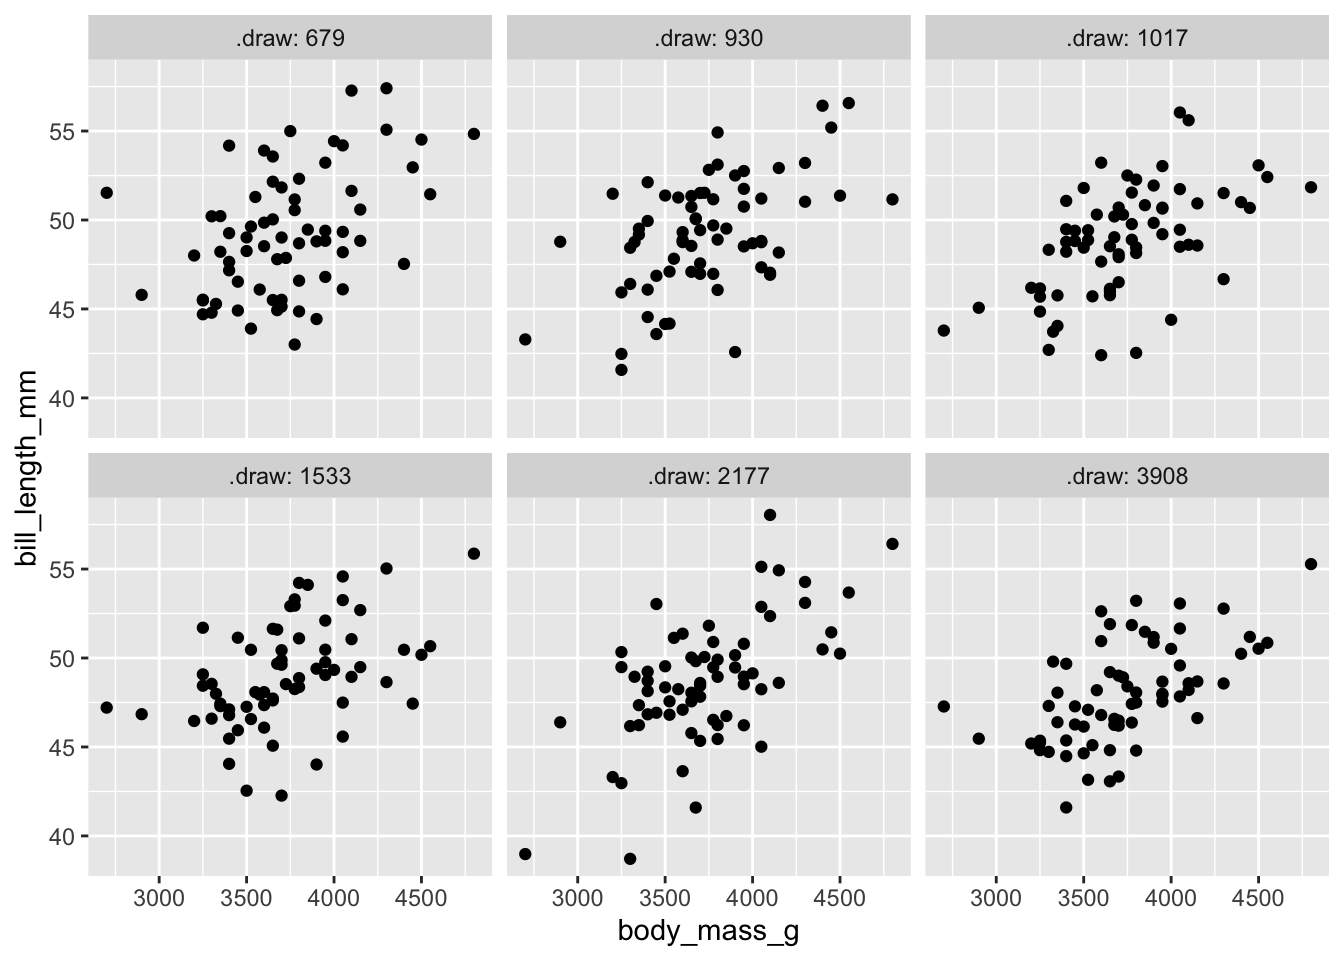 .draw: 679
.draw: 930
.draw: 1017
55
50
45
40
.draw: 1533
.draw: 2177
.draw: 3908
55
50
45
40
bill_length_mm
3000 3500 4000 4500
3000 3500 4000 4500
3000 3500 4000 4500
body_mass_g